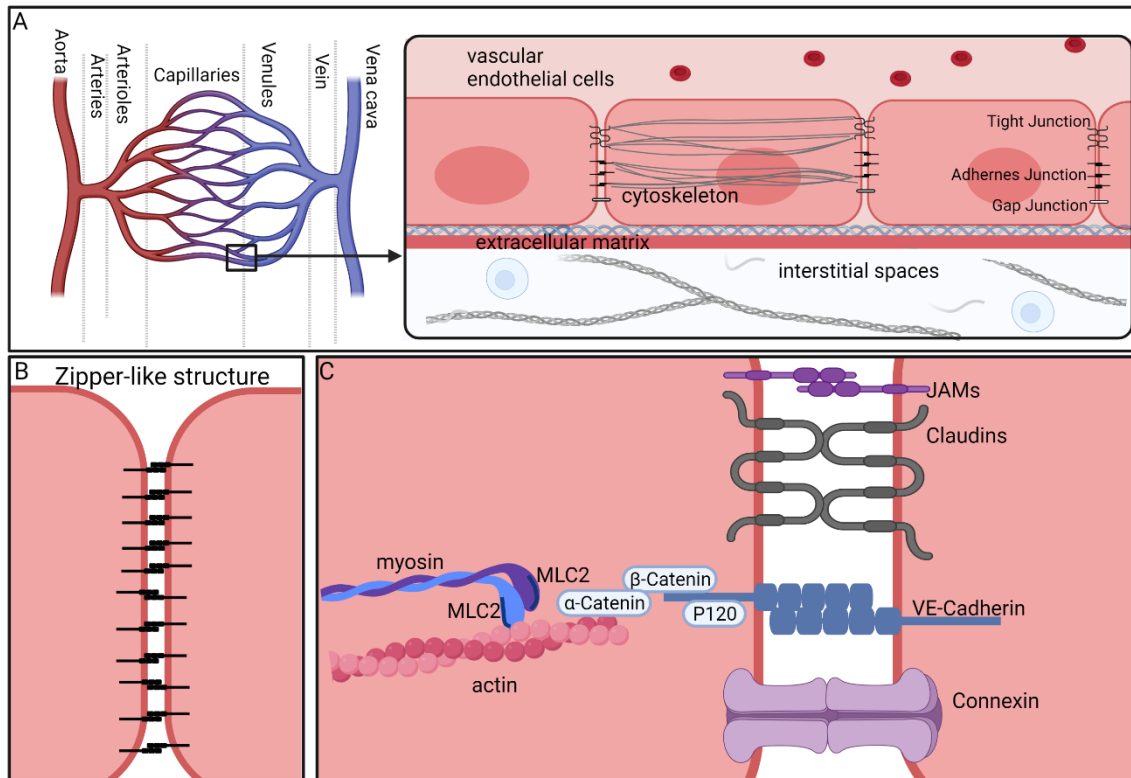 A
Aorta
Arteries
Arterioles
Capillaries
Venules
Vein
Vena cava
vascular
endothelial cells
Tight Junction
Adhernes Junction
Gap Junction
cytoskeleton
extracellular matrix
interstitial spaces
B
Zipper-like structure
C
JAMs
Claudins
myosin
MLC2
MLC2
β-Catenin
α-Catenin
P120
VE-Cadherin
actin
Connexin